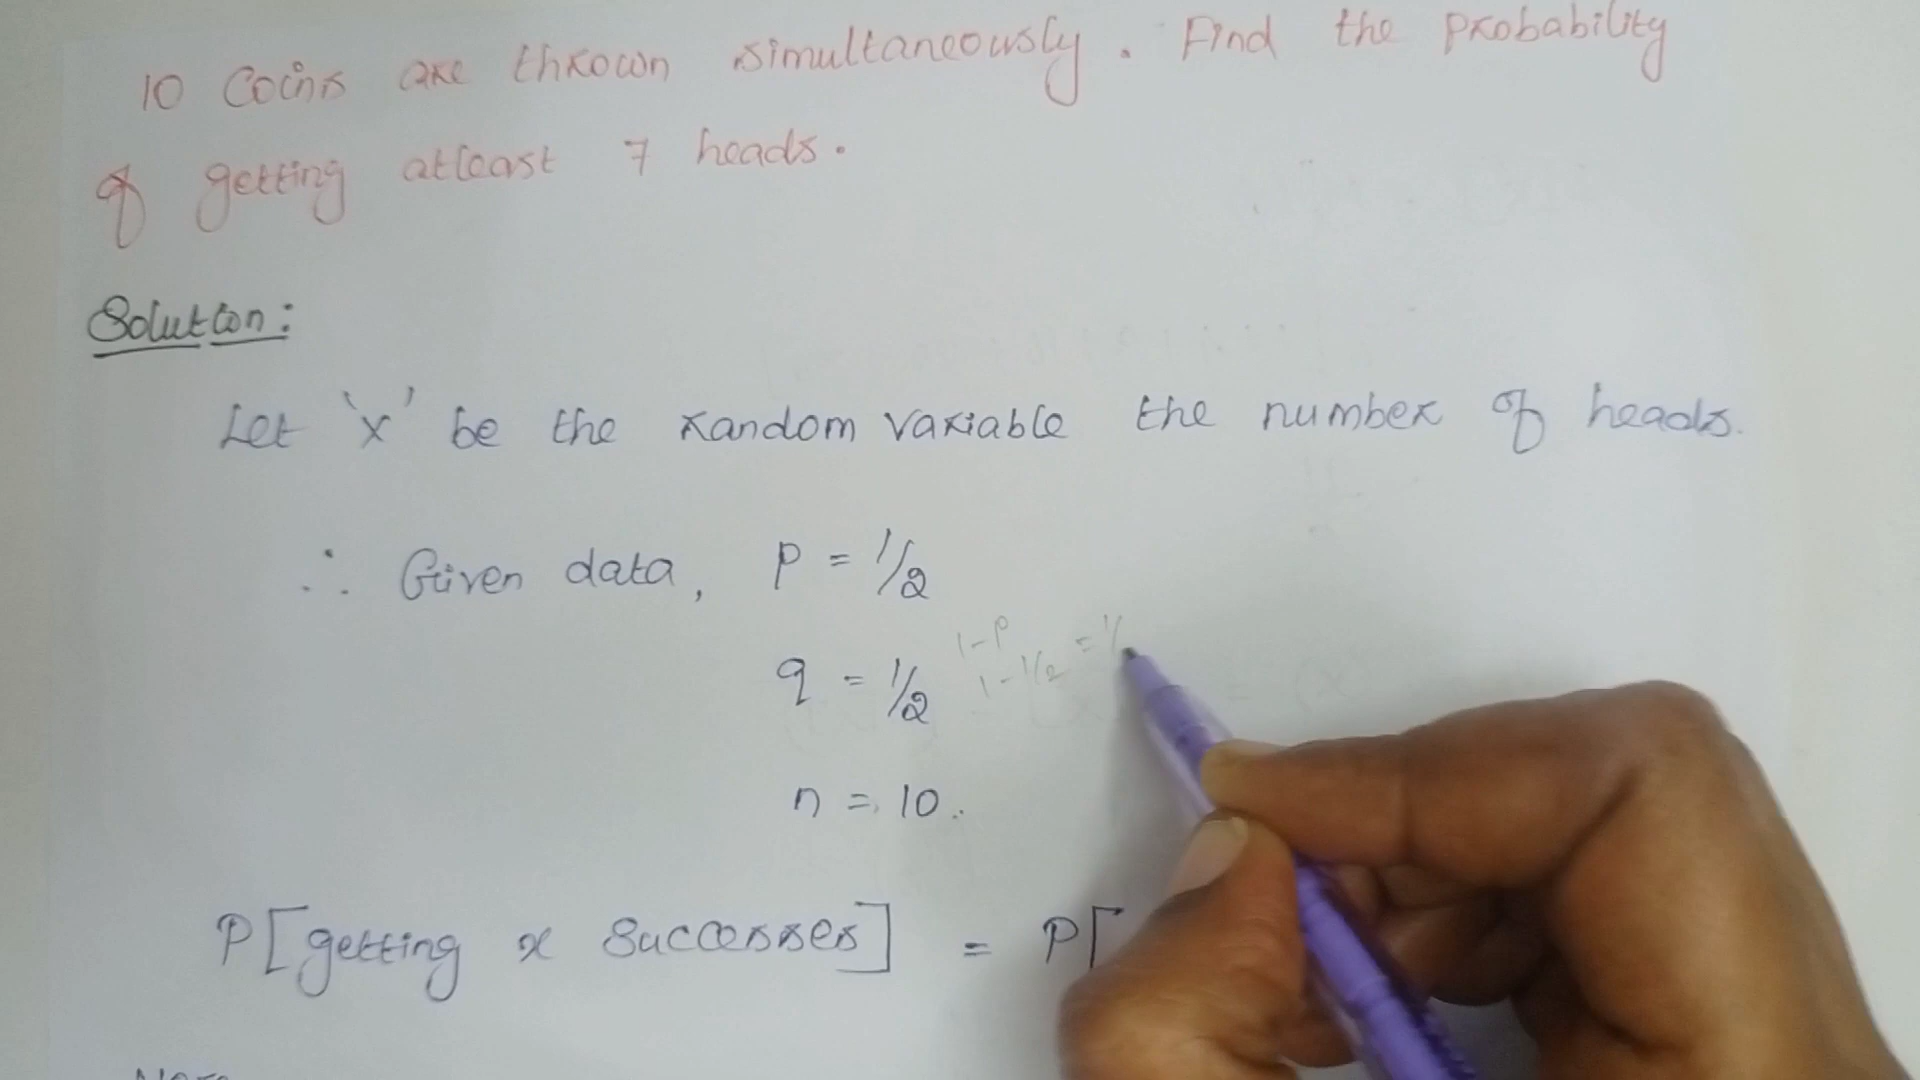 10 Coins are thrown simultaneously. Find the probability
of getting atleast 7 heads.
Solution:
Let 'X' be the random variable the number of heads.
∴ Given data, P = 1/2
1-P
q = 1/2
1-1/2 = 1/
n = 10.
P[getting x successes] = P[